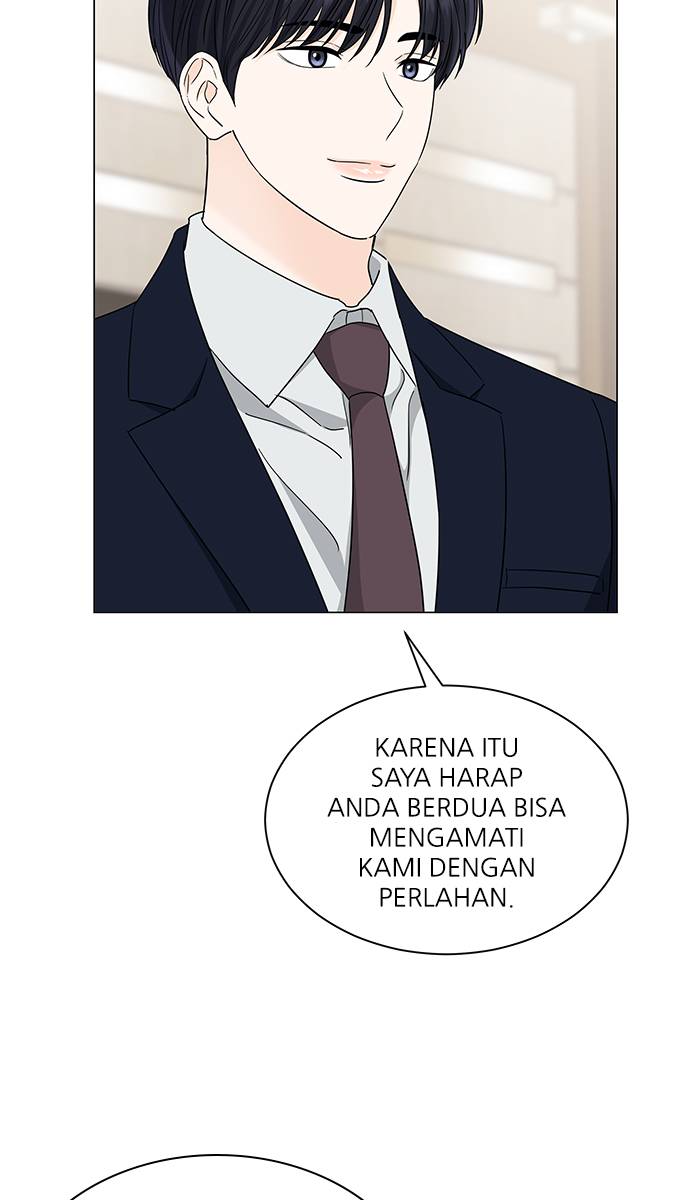 KARENA ITU
SAYA HARAP
ANDA BERDUA BISA
MENGAMATI
KAMI DENGAN
PERLAHAN.